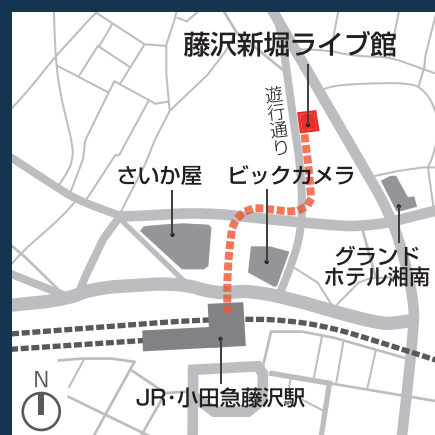 藤沢新堀ライブ館
遊行通り
さいか屋
ビックカメラ
グランド
ホテル湘南
JR・小田急藤沢駅
N